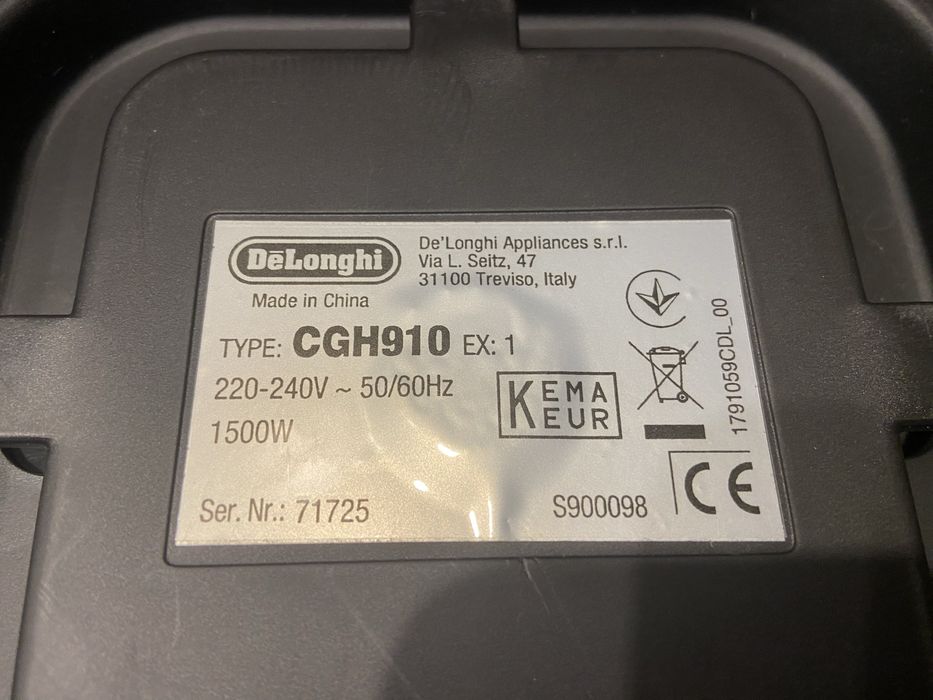 DeLonghi
De'Longhi Appliances s.r.l.
Via L. Seitz, 47
31100 Treviso, Italy
Made in China
TYPE: CGH910 EX: 1
220-240V ~ 50/60Hz
1500W
KEMA
EUR
1791059CDL_00
Ser. Nr.: 71725
S900098
CE